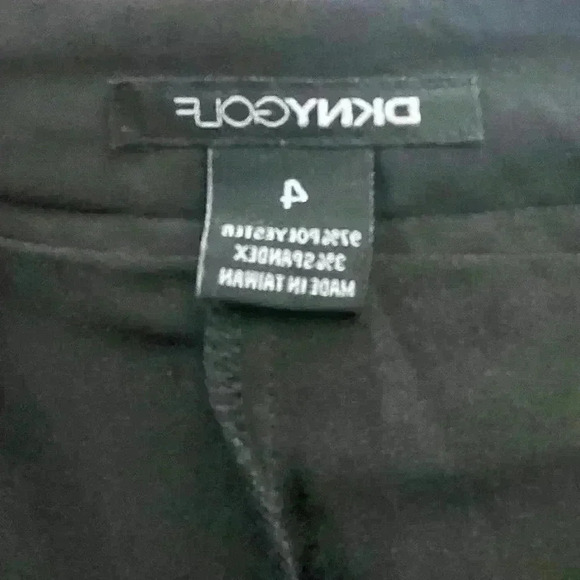 DKNYGOLF
4
97%POLYESTER
3%SPANDEX
MADE IN TAIWAN